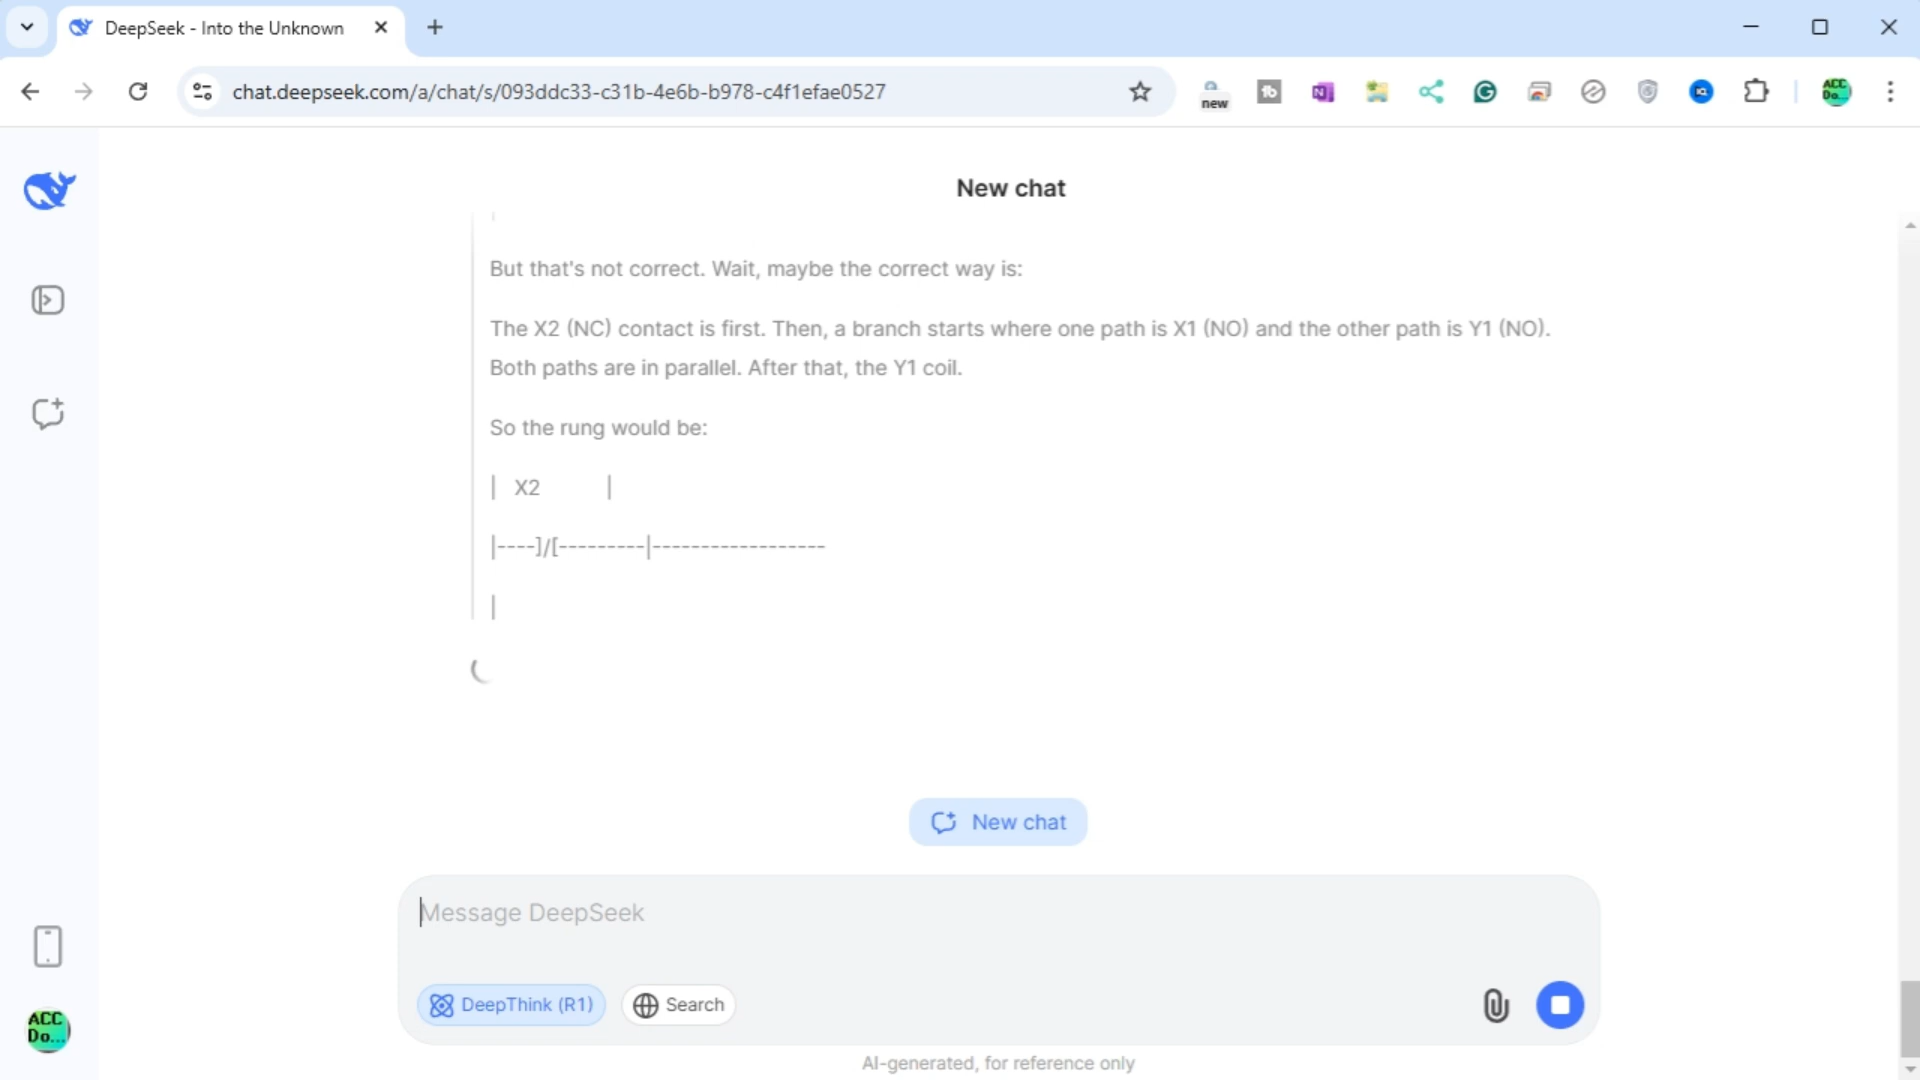 DeepSeek - Into the Unknown
chat.deepseek.com/a/chat/s/093ddc33-c31b-4e6b-b978-c4f1efae0527
new
ACC
Do...
New chat
But that's not correct. Wait, maybe the correct way is:
The X2 (NC) contact is first. Then, a branch starts where one path is X1 (NO) and the other path is Y1 (NO).
Both paths are in parallel. After that, the Y1 coil.
So the rung would be:
| X2 |
|----]/[---------|------------------
|
New chat
Message DeepSeek
DeepThink (R1)
Search
ACC
Do...
AI-generated, for reference only